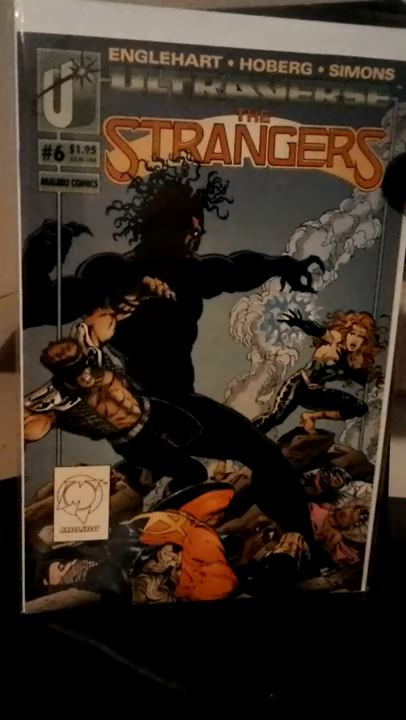 ENGLEHART • HOBERG • SIMONS
ULTRAVERSE
U
THE
STRANGERS
#6 $1.95
MALIBU COMICS